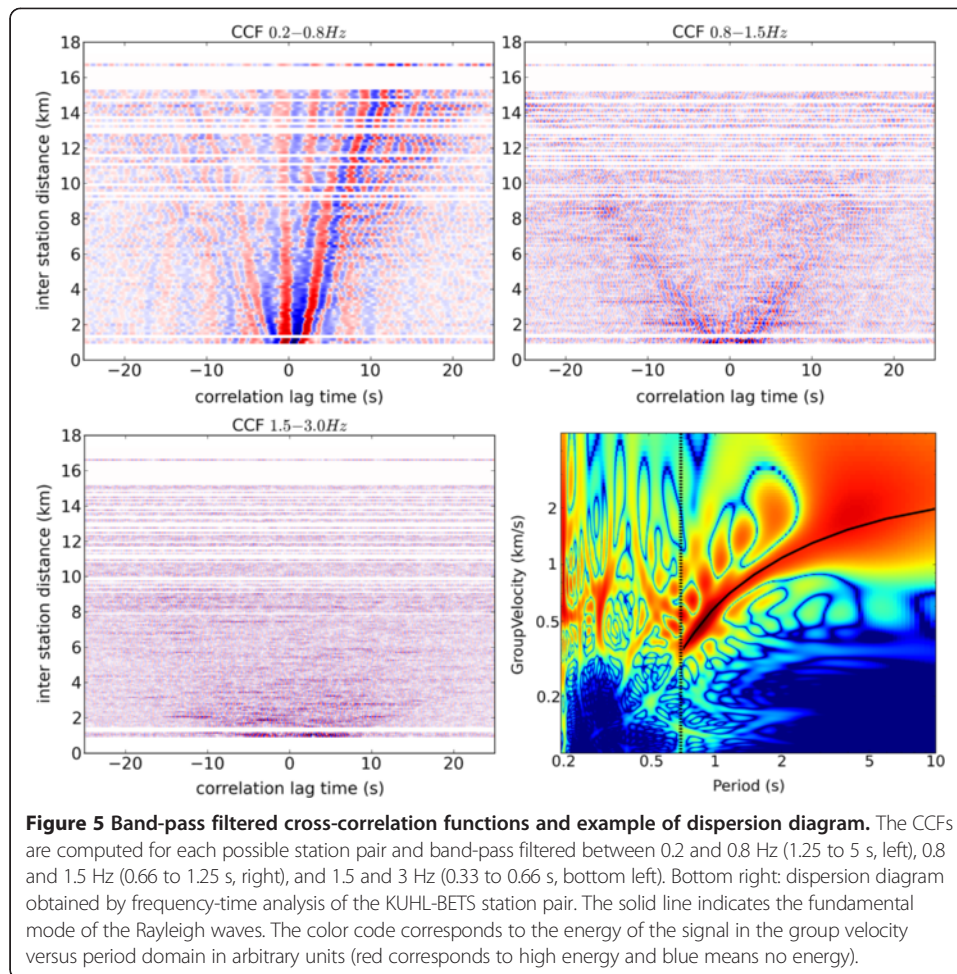 CCF 0.2−0.8Hz
18
16
14
12
10
8
6
4
2
0
inter station distance (km)
−20 −10 0 10 20
correlation lag time (s)
CCF 0.8−1.5Hz
18
16
14
12
10
8
6
4
2
0
inter station distance (km)
−20 −10 0 10 20
correlation lag time (s)
CCF 1.5−3.0Hz
18
16
14
12
10
8
6
4
2
0
inter station distance (km)
−20 −10 0 10 20
correlation lag time (s)
2
1
0.5
0.2
GroupVelocity (km/s)
0.2 0.5 1 2 5 10
Period (s)
Figure 5 Band-pass filtered cross-correlation functions and example of dispersion diagram. The CCFs
are computed for each possible station pair and band-pass filtered between 0.2 and 0.8 Hz (1.25 to 5 s, left), 0.8
and 1.5 Hz (0.66 to 1.25 s, right), and 1.5 and 3 Hz (0.33 to 0.66 s, bottom left). Bottom right: dispersion diagram
obtained by frequency-time analysis of the KUHL-BETS station pair. The solid line indicates the fundamental
mode of the Rayleigh waves. The color code corresponds to the energy of the signal in the group velocity
versus period domain in arbitrary units (red corresponds to high energy and blue means no energy).